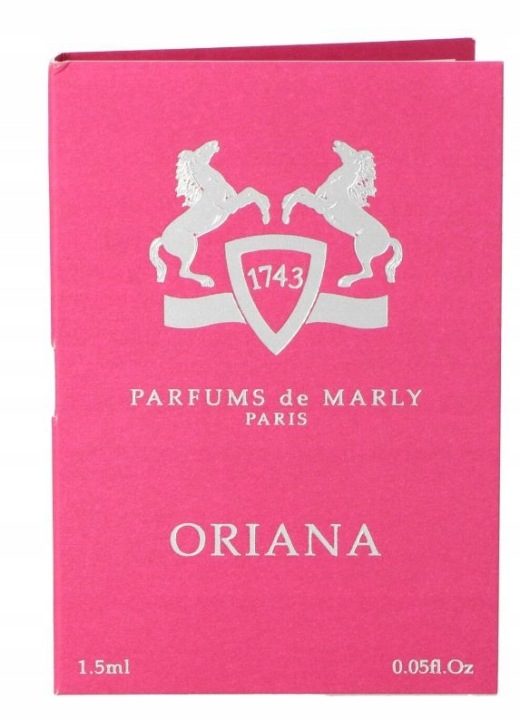 1743
PARFUMS de MARLY
PARIS
ORIANA
1.5ml 0.05fl.Oz